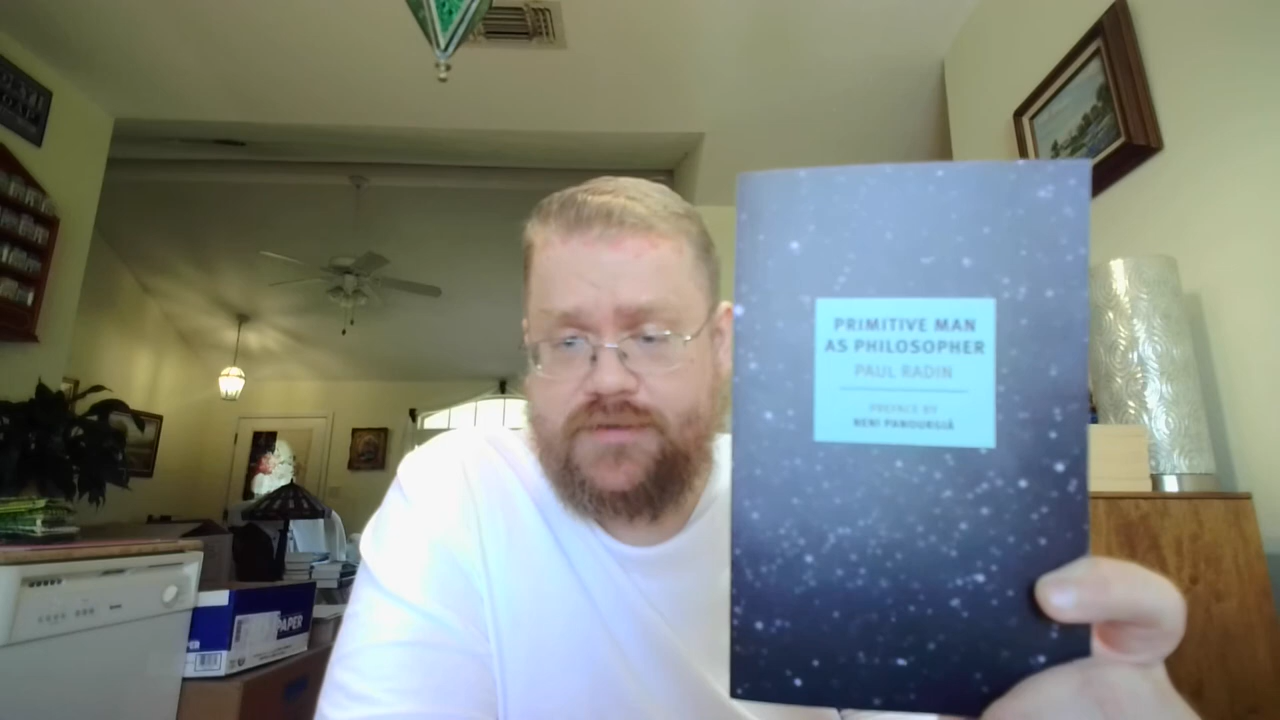 PRIMITIVE MAN
AS PHILOSOPHER
PAUL RADIN
PREFACE BY
NENI PANOURGIÁ
PAPER